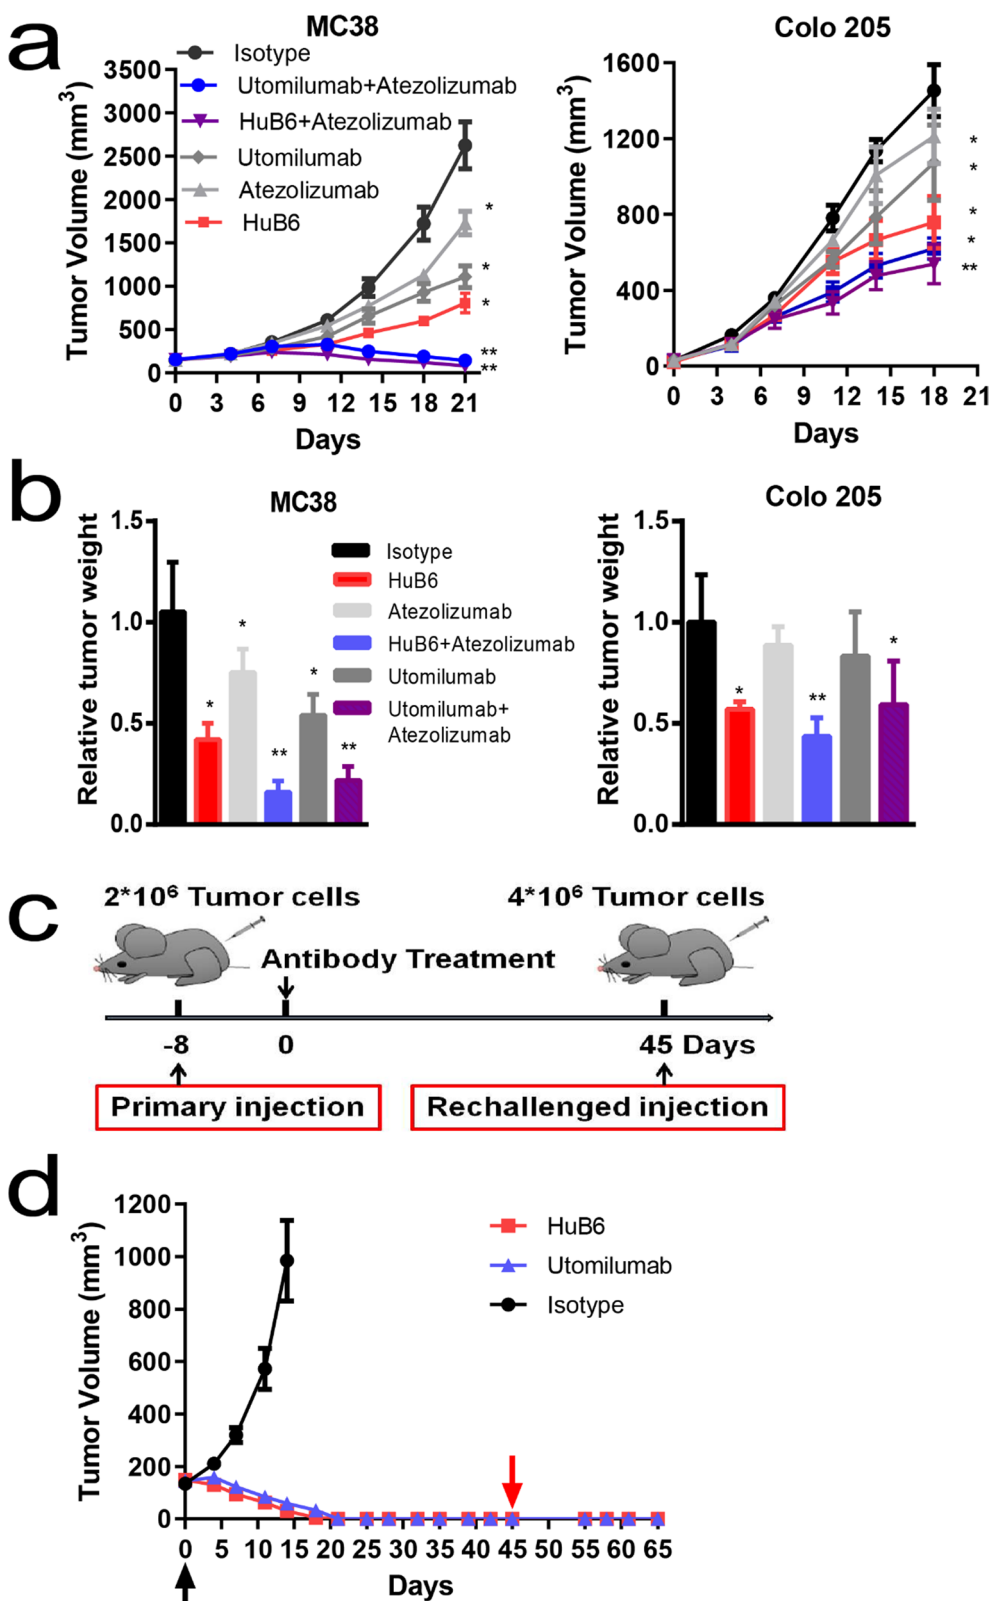 a
MC38
Isotype
Utomilumab+Atezolizumab
HuB6+Atezolizumab
Utomilumab
Atezolizumab
HuB6
Tumor Volume (mm³)
3500
3000
2500
2000
1500
1000
500
0
*
*
*
**
**
0 3 6 9 12 15 18 21
Days
Colo 205
Tumor Volume (mm³)
1600
1200
800
400
0
*
*
*
*
**
0 3 6 9 12 15 18 21
Days
b
MC38
Relative tumor weight
1.5
1.0
0.5
0.0
* * ** * **
Isotype
HuB6
Atezolizumab
HuB6+Atezolizumab
Utomilumab
Utomilumab+
Atezolizumab
Colo 205
Relative tumor weight
1.5
1.0
0.5
0.0
* ** *
c
2*10⁶ Tumor cells
4*10⁶ Tumor cells
Antibody Treatment
-8 0 45 Days
Primary injection
Rechallenged injection
d
Tumor Volume (mm³)
1200
1000
800
600
400
200
0
HuB6
Utomilumab
Isotype
0 5 10 15 20 25 30 35 40 45 50 55 60 65
Days